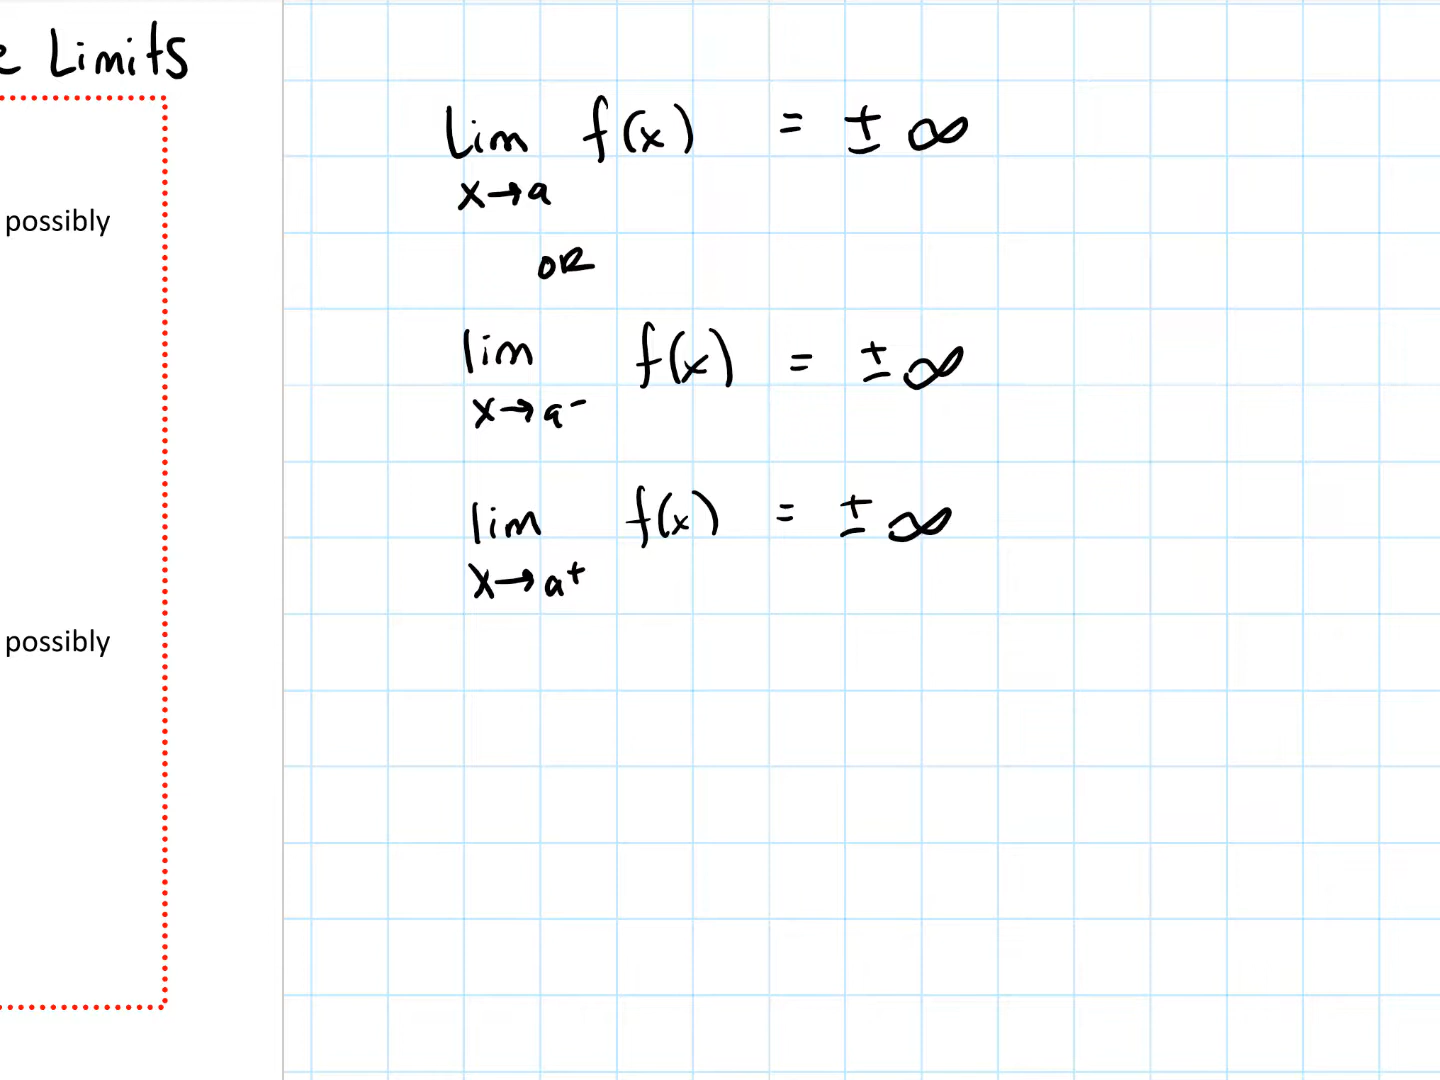 Limits
possibly
possibly
Lim f(x) = ± ∞
x→a
OR
lim f(x) = ± ∞
x→a⁻
lim f(x) = ± ∞
x→a⁺